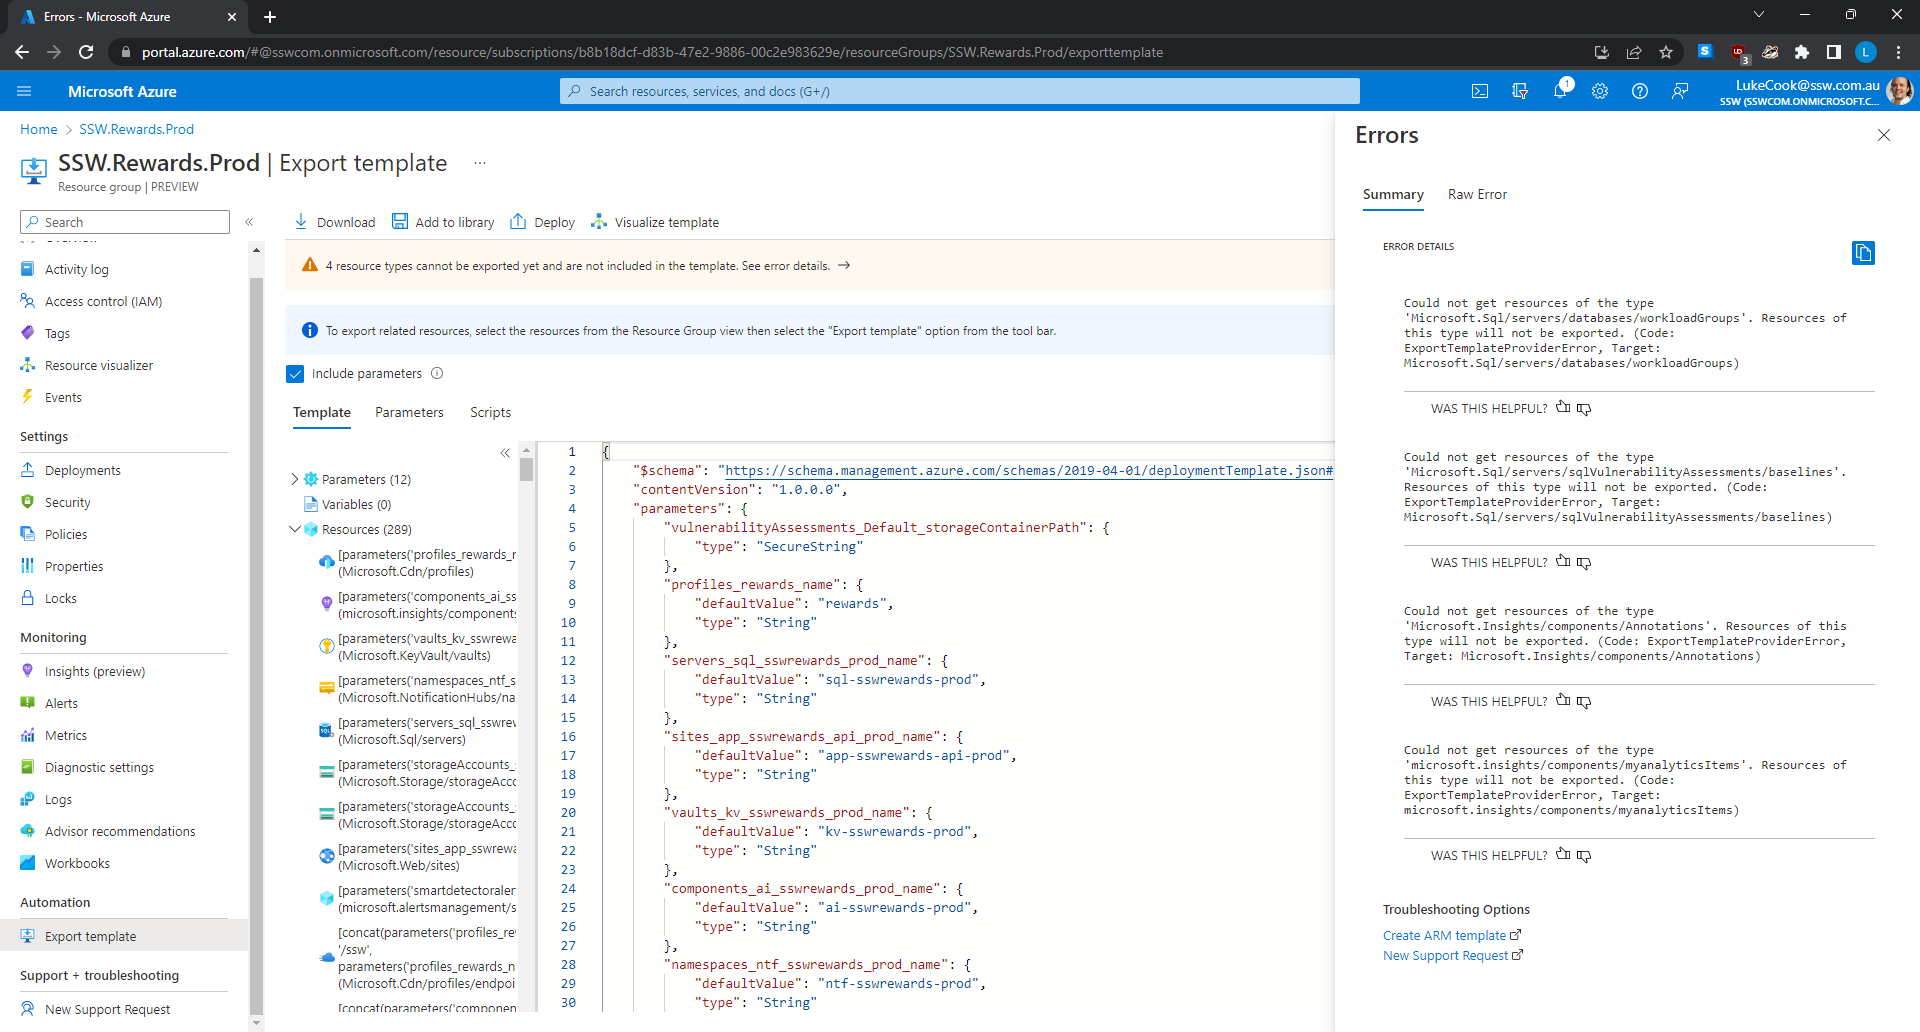 Errors - Microsoft Azure
portal.azure.com/#@sswcom.onmicrosoft.com/resource/subscriptions/b8b18dcf-d83b-47e2-9886-00c2e983629e/resourceGroups/SSW.Rewards.Prod/exporttemplate
3
L
Microsoft Azure
Search resources, services, and docs (G+/)
1
LukeCook@ssw.com.au
SSW (SSWCOM.ONMICROSOFT.C...
Home > SSW.Rewards.Prod
SSW.Rewards.Prod | Export template ...
Resource group | PREVIEW
Search
Activity log
Access control (IAM)
Tags
Resource visualizer
Events
Settings
Deployments
Security
Policies
Properties
Locks
Monitoring
Insights (preview)
Alerts
Metrics
Diagnostic settings
Logs
Advisor recommendations
Workbooks
Automation
Export template
Support + troubleshooting
New Support Request
Download
Add to library
Deploy
Visualize template
4 resource types cannot be exported yet and are not included in the template. See error details. →
To export related resources, select the resources from the Resource Group view then select the "Export template" option from the tool bar.
Include parameters
Template
Parameters
Scripts
Parameters (12)
Variables (0)
Resources (289)
[parameters('profiles_rewards_r
(Microsoft.Cdn/profiles)
[parameters('components_ai_ss
(microsoft.insights/components
[parameters('vaults_kv_sswrewa
(Microsoft.KeyVault/vaults)
[parameters('namespaces_ntf_s
(Microsoft.NotificationHubs/na
[parameters('servers_sql_sswrew
(Microsoft.Sql/servers)
[parameters('storageAccounts_s
(Microsoft.Storage/storageAccc
[parameters('storageAccounts_s
(Microsoft.Storage/storageAccc
[parameters('sites_app_sswrewa
(Microsoft.Web/sites)
[parameters('smartdetectoraler
(microsoft.alertsmanagement/s
[concat(parameters('profiles_rew
'/ssw',
parameters('profiles_rewards_n
(Microsoft.Cdn/profiles/endpoi
[concat(parameters('componen
1 {
2 "$schema": "https://schema.management.azure.com/schemas/2019-04-01/deploymentTemplate.json#
3 "contentVersion": "1.0.0.0",
4 "parameters": {
5 "vulnerabilityAssessments_Default_storageContainerPath": {
6 "type": "SecureString"
7 },
8 "profiles_rewards_name": {
9 "defaultValue": "rewards",
10 "type": "String"
11 },
12 "servers_sql_sswrewards_prod_name": {
13 "defaultValue": "sql-sswrewards-prod",
14 "type": "String"
15 },
16 "sites_app_sswrewards_api_prod_name": {
17 "defaultValue": "app-sswrewards-api-prod",
18 "type": "String"
19 },
20 "vaults_kv_sswrewards_prod_name": {
21 "defaultValue": "kv-sswrewards-prod",
22 "type": "String"
23 },
24 "components_ai_sswrewards_prod_name": {
25 "defaultValue": "ai-sswrewards-prod",
26 "type": "String"
27 },
28 "namespaces_ntf_sswrewards_prod_name": {
29 "defaultValue": "ntf-sswrewards-prod",
30 "type": "String"
Errors
Summary
Raw Error
ERROR DETAILS
Could not get resources of the type
'Microsoft.Sql/servers/databases/workloadGroups'. Resources of
this type will not be exported. (Code:
ExportTemplateProviderError, Target:
Microsoft.Sql/servers/databases/workloadGroups)
WAS THIS HELPFUL?
Could not get resources of the type
'Microsoft.Sql/servers/sqlVulnerabilityAssessments/baselines'.
Resources of this type will not be exported. (Code:
ExportTemplateProviderError, Target:
Microsoft.Sql/servers/sqlVulnerabilityAssessments/baselines)
WAS THIS HELPFUL?
Could not get resources of the type
'Microsoft.Insights/components/Annotations'. Resources of this
type will not be exported. (Code: ExportTemplateProviderError,
Target: Microsoft.Insights/components/Annotations)
WAS THIS HELPFUL?
Could not get resources of the type
'microsoft.insights/components/myanalyticsItems'. Resources of
this type will not be exported. (Code:
ExportTemplateProviderError, Target:
microsoft.insights/components/myanalyticsItems)
WAS THIS HELPFUL?
Troubleshooting Options
Create ARM template
New Support Request